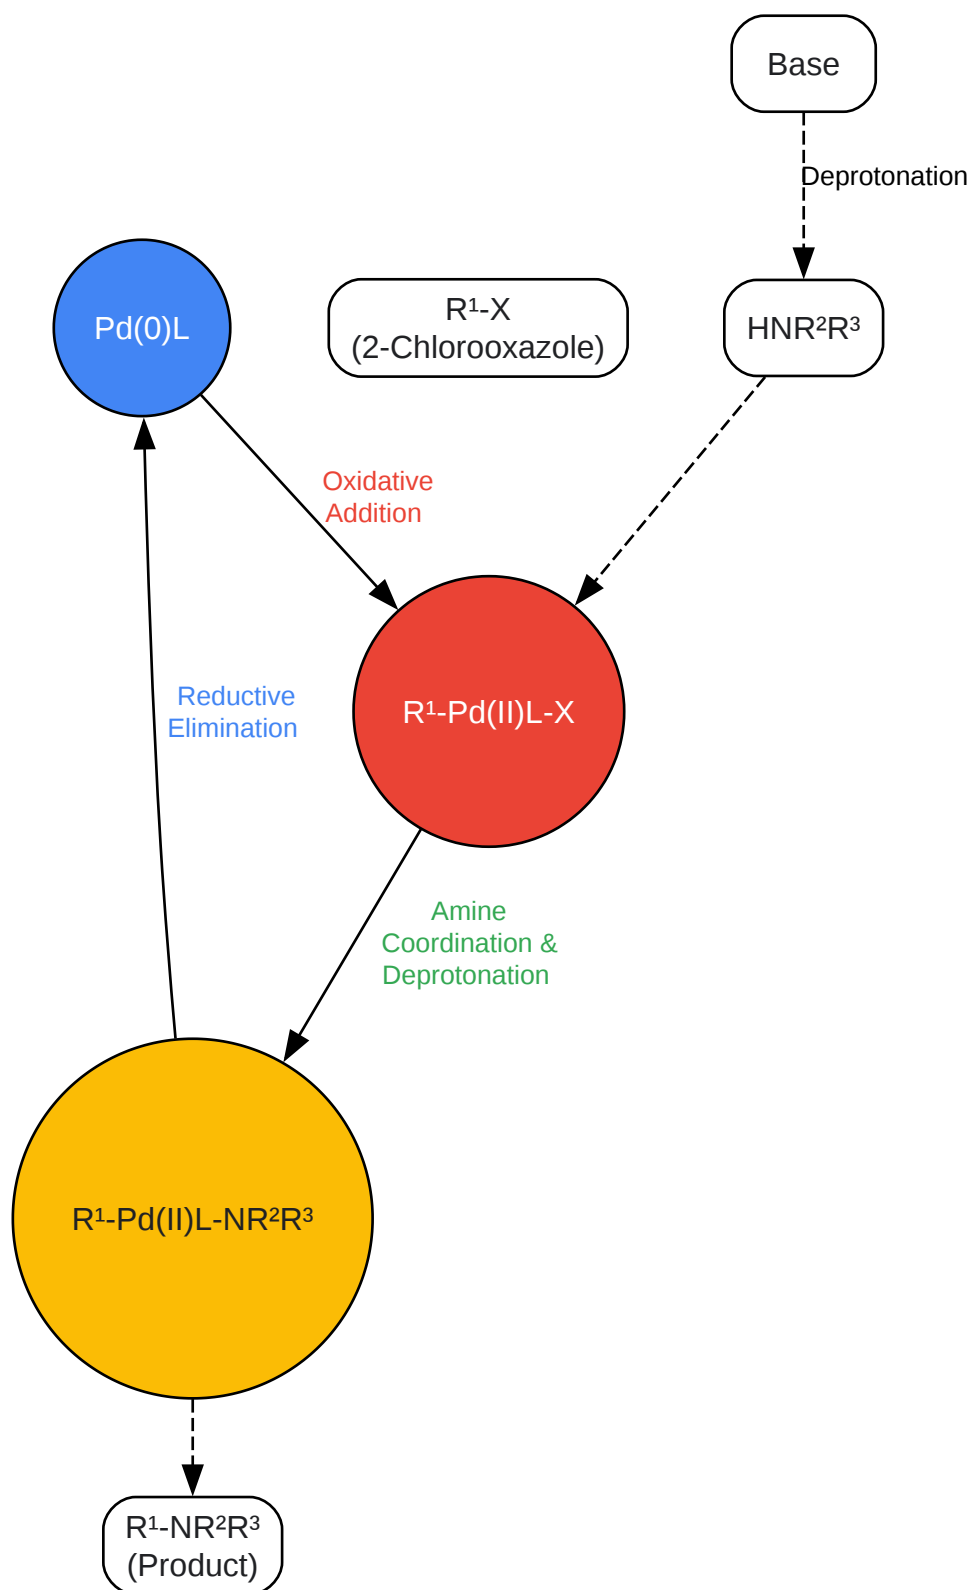 Base
Deprotonation
Pd(0)L
R¹-X
(2-Chlorooxazole)
HNR²R³
Oxidative
Addition
R¹-Pd(II)L-X
Reductive
Elimination
Amine
Coordination &
Deprotonation
R¹-Pd(II)L-NR²R³
R¹-NR²R³
(Product)